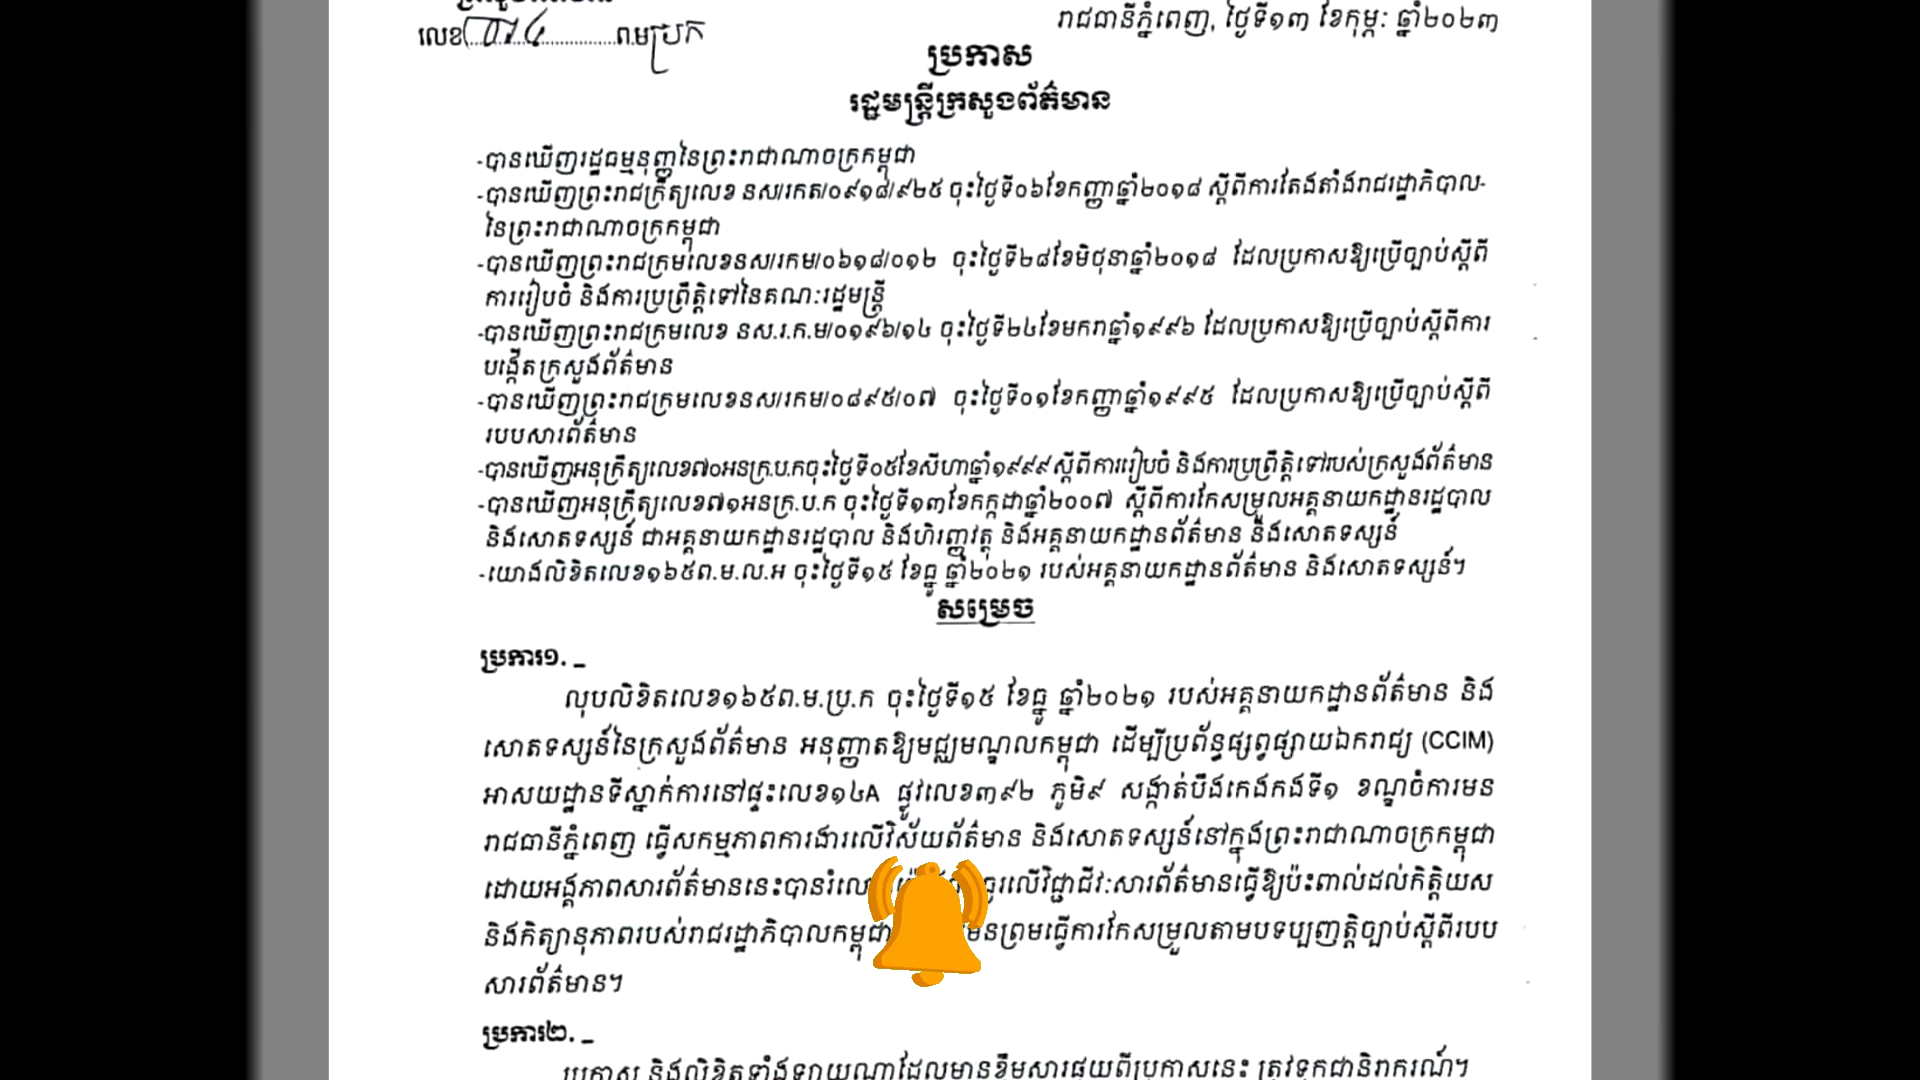 លេខ ០៧៤ ព.មប្រក
រាជធានីភ្នំពេញ, ថ្ងៃទី១៣ ខែកុម្ភៈ ឆ្នាំ២០២៣
ប្រកាស
រដ្ឋមន្ត្រីក្រសួងព័ត៌មាន
-បានឃើញរដ្ឋធម្មនុញ្ញនៃព្រះរាជាណាចក្រកម្ពុជា
-បានឃើញព្រះរាជក្រឹត្យលេខ នស/រកត/០៩១៨/៩២៥ ចុះថ្ងៃទី០៦ខែកញ្ញាឆ្នាំ២០១៨ ស្តីពីការតែងតាំងរាជរដ្ឋាភិបាល-
នៃព្រះរាជាណាចក្រកម្ពុជា
-បានឃើញព្រះរាជក្រមលេខនស/រកម/០៦១៨/០១២ ចុះថ្ងៃទី២៨ខែមិថុនាឆ្នាំ២០១៨ ដែលប្រកាសឱ្យប្រើច្បាប់ស្តីពី
ការរៀបចំ និងការប្រព្រឹត្តិទៅនៃគណៈរដ្ឋមន្ត្រី
-បានឃើញព្រះរាជក្រមលេខ នស.រ.ក.ម/០១៩៦/១៤ ចុះថ្ងៃទី២៤ខែមករាឆ្នាំ១៩៩៦ ដែលប្រកាសឱ្យប្រើច្បាប់ស្តីពីការ
បង្កើតក្រសួងព័ត៌មាន
-បានឃើញព្រះរាជក្រមលេខនស/រកម/០៨៩៥/០៧ ចុះថ្ងៃទី០១ខែកញ្ញាឆ្នាំ១៩៩៥ ដែលប្រកាសឱ្យប្រើច្បាប់ស្តីពី
របបសារព័ត៌មាន
-បានឃើញអនុក្រឹត្យលេខ៧០អនក្រ.ប.កចុះថ្ងៃទី០៥ខែសីហាឆ្នាំ១៩៩៩ស្តីពីការរៀបចំ និងការប្រព្រឹត្តិទៅរបស់ក្រសួងព័ត៌មាន
-បានឃើញអនុក្រឹត្យលេខ៧១អនក្រ.ប.ក ចុះថ្ងៃទី១៣ខែកក្កដាឆ្នាំ២០០៧ ស្តីពីការកែសម្រួលអគ្គនាយកដ្ឋានរដ្ឋបាល
និងសោតទស្សន៍ ជាអគ្គនាយកដ្ឋានរដ្ឋបាល និងហិរញ្ញវត្ថុ និងអគ្គនាយកដ្ឋានព័ត៌មាន និងសោតទស្សន៍
-យោងលិខិតលេខ១៦៥ព.ម.ល.អ ចុះថ្ងៃទី១៥ ខែធ្នូ ឆ្នាំ២០២១ របស់អគ្គនាយកដ្ឋានព័ត៌មាន និងសោតទស្សន៍។
សម្រេច
ប្រការ១. _
លុបលិខិតលេខ១៦៥ព.ម.ប្រ.ក ចុះថ្ងៃទី១៥ ខែធ្នូ ឆ្នាំ២០២១ របស់អគ្គនាយកដ្ឋានព័ត៌មាន និង
សោតទស្សន៍នៃក្រសួងព័ត៌មាន អនុញ្ញាតឱ្យមជ្ឈមណ្ឌលកម្ពុជា ដើម្បីប្រព័ន្ធផ្សព្វផ្សាយឯករាជ្យ (CCIM)
អាសយដ្ឋានទីស្នាក់ការនៅផ្ទះលេខ១៤A ផ្លូវលេខ៣៩២ ភូមិ៩ សង្កាត់បឹងកេងកងទី១ ខណ្ឌចំការមន
រាជធានីភ្នំពេញ ធ្វើសកម្មភាពការងារលើវិស័យព័ត៌មាន និងសោតទស្សន៍នៅក្នុងព្រះរាជាណាចក្រកម្ពុជា
ដោយអង្គភាពសារព័ត៌មាននេះបានរំលោ លើវិជ្ជាជីវៈសារព័ត៌មានធ្វើឱ្យប៉ះពាល់ដល់កិត្តិយស
និងកិត្យានុភាពរបស់រាជរដ្ឋាភិបាលកម្ពុជា មិនព្រមធ្វើការកែសម្រួលតាមបទប្បញ្ញត្តិច្បាប់ស្តីពីរបប
សារព័ត៌មាន។
ប្រការ២. _
ប្រកាស និងលិខិតទាំងឡាយណាដែលមានខ្លឹមសារផ្ទុយពីប្រកាសនេះ ត្រូវទុកជានិរាករណ៍។